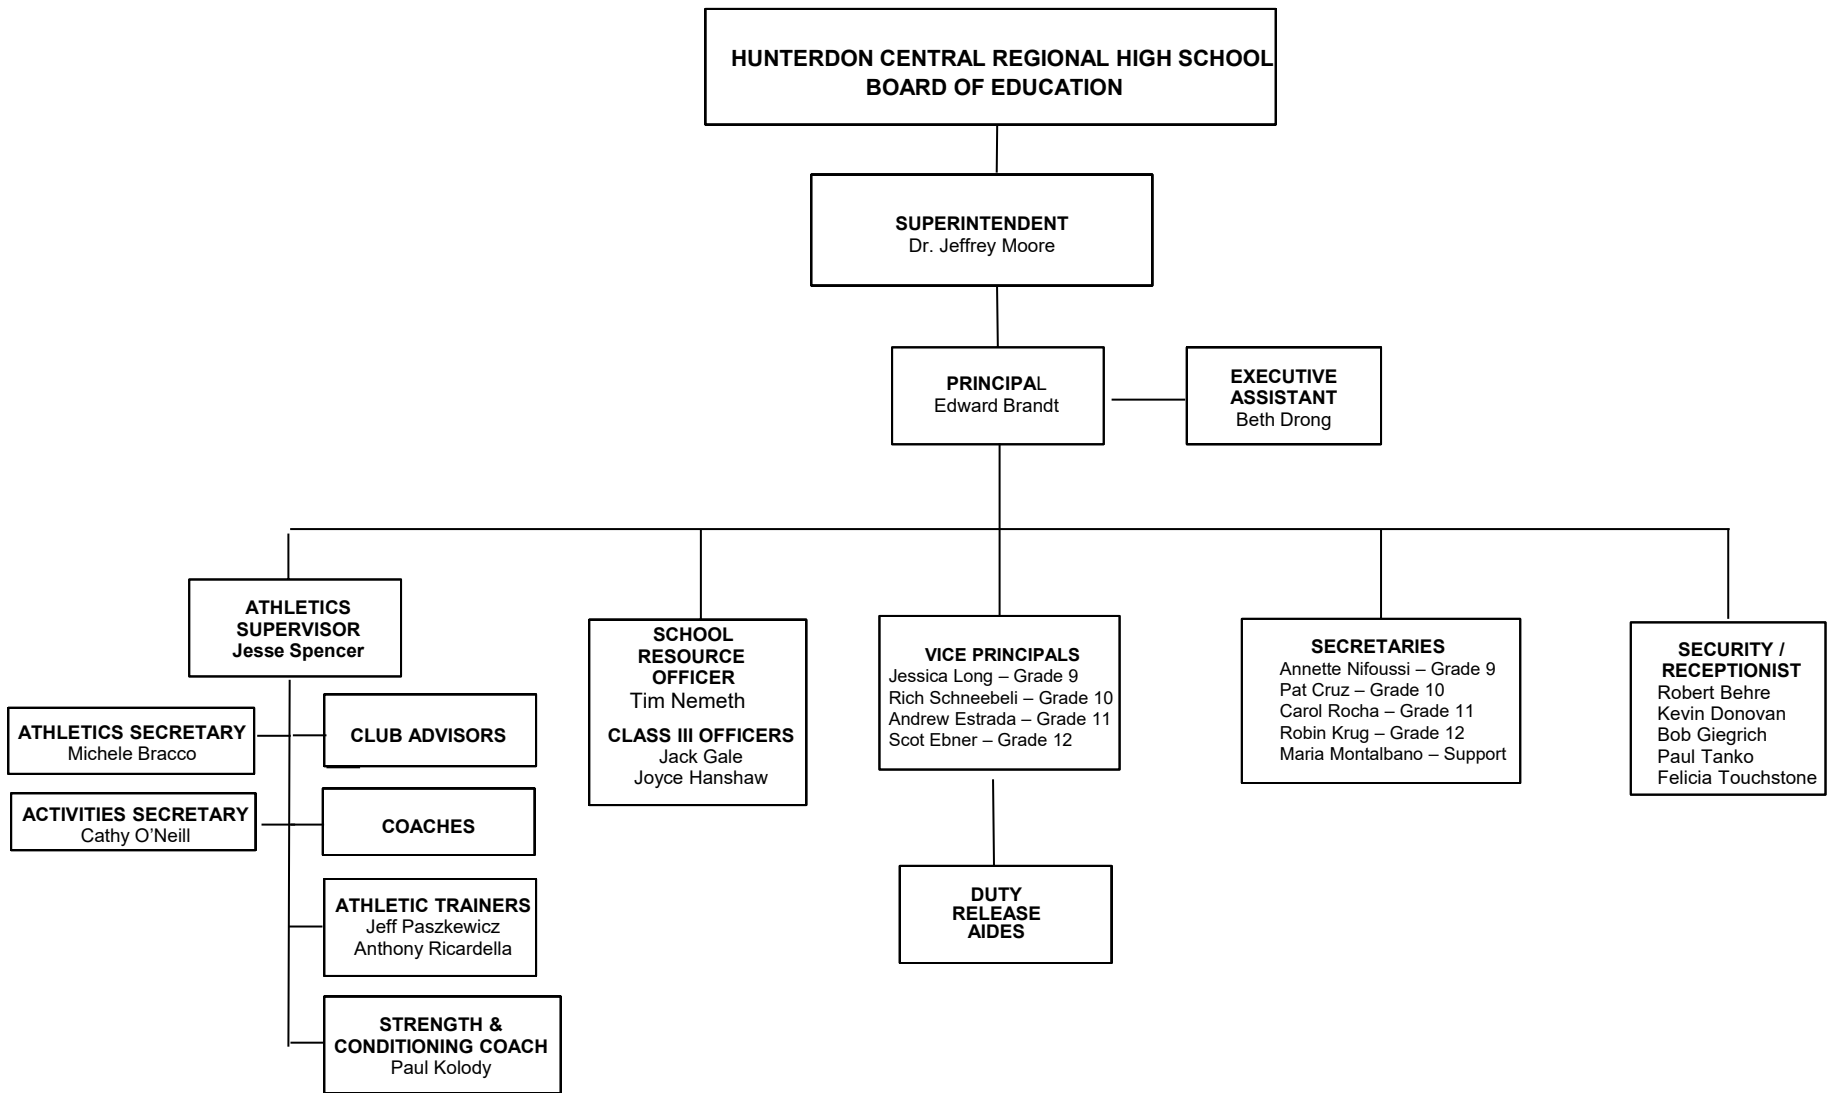 HUNTERDON CENTRAL REGIONAL HIGH SCHOOL
BOARD OF EDUCATION
SUPERINTENDENT
Dr. Jeffrey Moore
PRINCIPAL
Edward Brandt
EXECUTIVE
ASSISTANT
Beth Drong
ATHLETICS
SUPERVISOR
Jesse Spencer
SCHOOL
RESOURCE
OFFICER
Tim Nemeth
CLASS III OFFICERS
Jack Gale
Joyce Hanshaw
VICE PRINCIPALS
Jessica Long – Grade 9
Rich Schneebeli – Grade 10
Andrew Estrada – Grade 11
Scot Ebner – Grade 12
SECRETARIES
Annette Nifoussi – Grade 9
Pat Cruz – Grade 10
Carol Rocha – Grade 11
Robin Krug – Grade 12
Maria Montalbano – Support
SECURITY /
RECEPTIONIST
Robert Behre
Kevin Donovan
Bob Giegrich
Paul Tanko
Felicia Touchstone
ATHLETICS SECRETARY
Michele Bracco
CLUB ADVISORS
ACTIVITIES SECRETARY
Cathy O’Neill
COACHES
ATHLETIC TRAINERS
Jeff Paszkewicz
Anthony Ricardella
STRENGTH &
CONDITIONING COACH
Paul Kolody
DUTY
RELEASE
AIDES